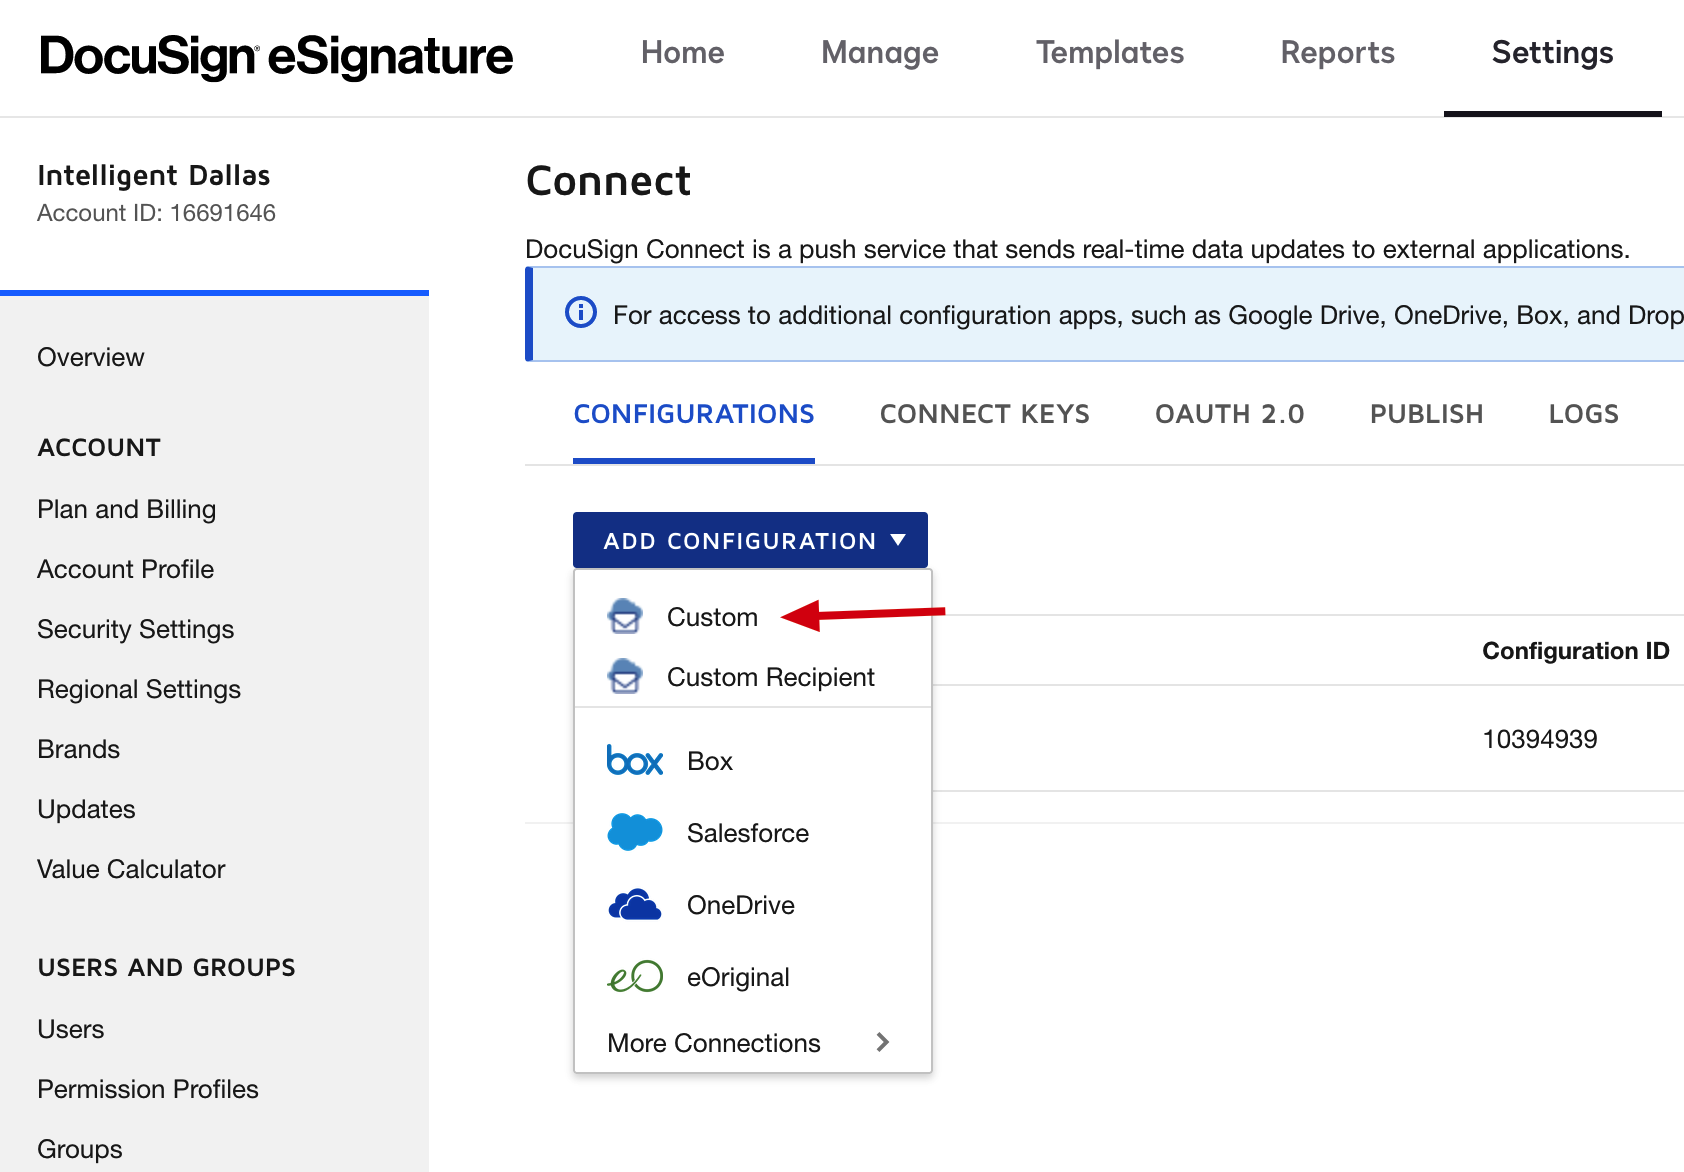 DocuSign® eSignature
Home
Manage
Templates
Reports
Settings
Intelligent Dallas
Account ID: 16691646
Overview
ACCOUNT
Plan and Billing
Account Profile
Security Settings
Regional Settings
Brands
Updates
Value Calculator
USERS AND GROUPS
Users
Permission Profiles
Groups
Connect
DocuSign Connect is a push service that sends real-time data updates to external applications.
For access to additional configuration apps, such as Google Drive, OneDrive, Box, and Drop
CONFIGURATIONS
CONNECT KEYS
OAUTH 2.0
PUBLISH
LOGS
ADD CONFIGURATION
Custom
Custom Recipient
box Box
Salesforce
OneDrive
eO eOriginal
More Connections
Configuration ID
10394939